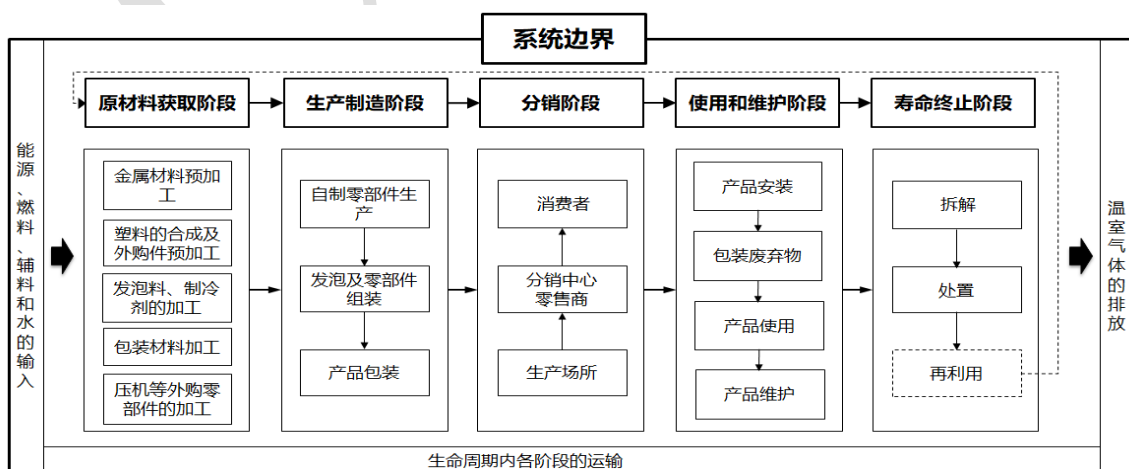 系统边界
原材料获取阶段
生产制造阶段
分销阶段
使用和维护阶段
寿命终止阶段
能
源
、
燃
料
、
辅
料
和
水
的
输
入
金属材料预加
工
塑料的合成及
外购件预加工
发泡料、制冷
剂的加工
包装材料加工
压机等外购零
部件的加工
自制零部件生
产
发泡及零部件
组装
产品包装
消费者
分销中心
零售商
生产场所
产品安装
包装废弃物
产品使用
产品维护
拆解
处置
再利用
温
室
气
体
的
排
放
生命周期内各阶段的运输